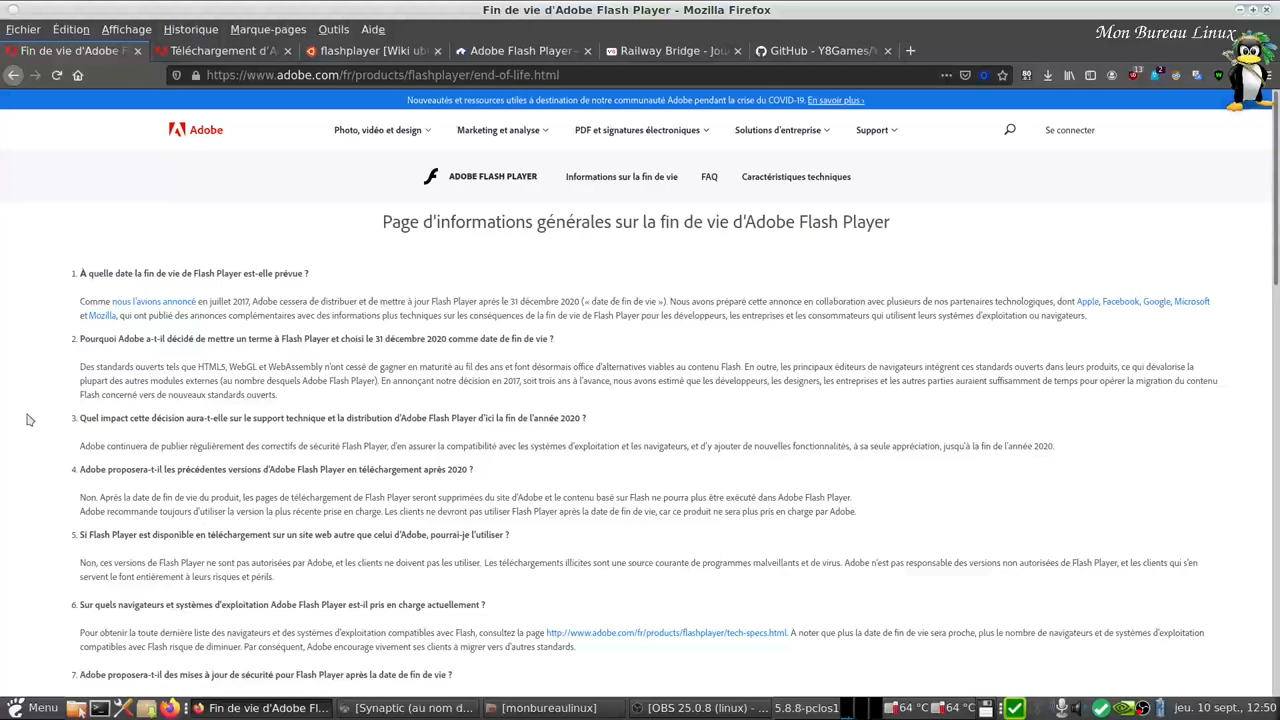 Fin de vie d'Adobe Flash Player - Mozilla Firefox
Fichier Édition Affichage Historique Marque-pages Outils Aide
Mon Bureau Linux
Fin de vie d'Adobe F Téléchargement d'A flashplayer [Wiki ub Adobe Flash Player Railway Bridge - Jou GitHub - Y8Games/
https://www.adobe.com/fr/products/flashplayer/end-of-life.html
13 2
Nouveautés et ressources utiles à destination de notre communauté Adobe pendant la crise du COVID-19. En savoir plus ›
Adobe Photo, vidéo et design Marketing et analyse PDF et signatures électroniques Solutions d'entreprise Support Se connecter
ADOBE FLASH PLAYER Informations sur la fin de vie FAQ Caractéristiques techniques
Page d'informations générales sur la fin de vie d'Adobe Flash Player
1. À quelle date la fin de vie de Flash Player est-elle prévue ?
Comme nous l'avions annoncé en juillet 2017, Adobe cessera de distribuer et de mettre à jour Flash Player après le 31 décembre 2020 (« date de fin de vie »). Nous avons préparé cette annonce en collaboration avec plusieurs de nos partenaires technologiques, dont Apple, Facebook, Google, Microsoft
et Mozilla, qui ont publié des annonces complémentaires avec des informations plus techniques sur les conséquences de la fin de vie de Flash Player pour les développeurs, les entreprises et les consommateurs qui utilisent leurs systèmes d'exploitation ou navigateurs.
2. Pourquoi Adobe a-t-il décidé de mettre un terme à Flash Player et choisi le 31 décembre 2020 comme date de fin de vie ?
Des standards ouverts tels que HTML5, WebGL et WebAssembly n'ont cessé de gagner en maturité au fil des ans et font désormais office d'alternatives viables au contenu Flash. En outre, les principaux éditeurs de navigateurs intègrent ces standards ouverts dans leurs produits, ce qui dévalorise la
plupart des autres modules externes (au nombre desquels Adobe Flash Player). En annonçant notre décision en 2017, soit trois ans à l'avance, nous avons estimé que les développeurs, les designers, les entreprises et les autres parties auraient suffisamment de temps pour opérer la migration du contenu
Flash concerné vers de nouveaux standards ouverts.
3. Quel impact cette décision aura-t-elle sur le support technique et la distribution d'Adobe Flash Player d'ici la fin de l'année 2020 ?
Adobe continuera de publier régulièrement des correctifs de sécurité Flash Player, d'en assurer la compatibilité avec les systèmes d'exploitation et les navigateurs, et d'y ajouter de nouvelles fonctionnalités, à sa seule appréciation, jusqu'à la fin de l'année 2020.
4. Adobe proposera-t-il les précédentes versions d'Adobe Flash Player en téléchargement après 2020 ?
Non. Après la date de fin de vie du produit, les pages de téléchargement de Flash Player seront supprimées du site d'Adobe et le contenu basé sur Flash ne pourra plus être exécuté dans Adobe Flash Player.
Adobe recommande toujours d'utiliser la version la plus récente prise en charge. Les clients ne devront pas utiliser Flash Player après la date de fin de vie, car ce produit ne sera plus pris en charge par Adobe.
5. Si Flash Player est disponible en téléchargement sur un site web autre que celui d'Adobe, pourrai-je l'utiliser ?
Non, ces versions de Flash Player ne sont pas autorisées par Adobe, et les clients ne doivent pas les utiliser. Les téléchargements illicites sont une source courante de programmes malveillants et de virus. Adobe n'est pas responsable des versions non autorisées de Flash Player, et les clients qui s'en
servent le font entièrement à leurs risques et périls.
6. Sur quels navigateurs et systèmes d'exploitation Adobe Flash Player est-il pris en charge actuellement ?
Pour obtenir la toute dernière liste des navigateurs et des systèmes d'exploitation compatibles avec Flash, consultez la page http://www.adobe.com/fr/products/flashplayer/tech-specs.html. A noter que plus la date de fin de vie sera proche, plus le nombre de navigateurs et de systèmes d'exploitation
compatibles avec Flash risque de diminuer. Par conséquent, Adobe encourage vivement ses clients à migrer vers d'autres standards.
7. Adobe proposera-t-il des mises à jour de sécurité pour Flash Player après la date de fin de vie ?
Menu Fin de vie d'Adobe Fl... [Synaptic (au nom d... [monbureaulinux] [OBS 25.0.8 (linux) - ... 5.8.8-pclos1 64 °C 64 °C jeu. 10 sept., 12:50